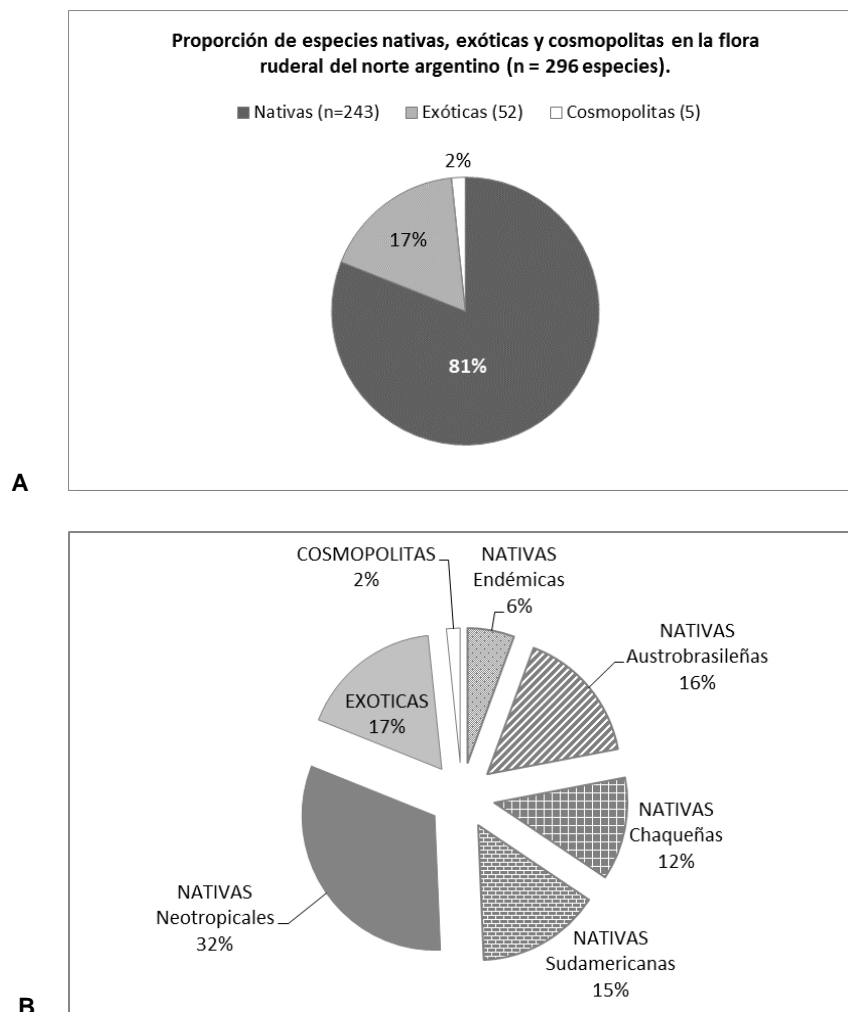 Proporción de especies nativas, exóticas y cosmopolitas en la flora
ruderal del norte argentino (n = 296 especies).
Nativas (n=243) Exóticas (52) Cosmopolitas (5)
2%
17%
81%
A
COSMOPOLITAS
2%
NATIVAS
Endémicas
6%
NATIVAS
Austrobrasileñas
16%
EXOTICAS
17%
NATIVAS
Chaqueñas
12%
NATIVAS
Neotropicales
32%
NATIVAS
Sudamericanas
15%
B